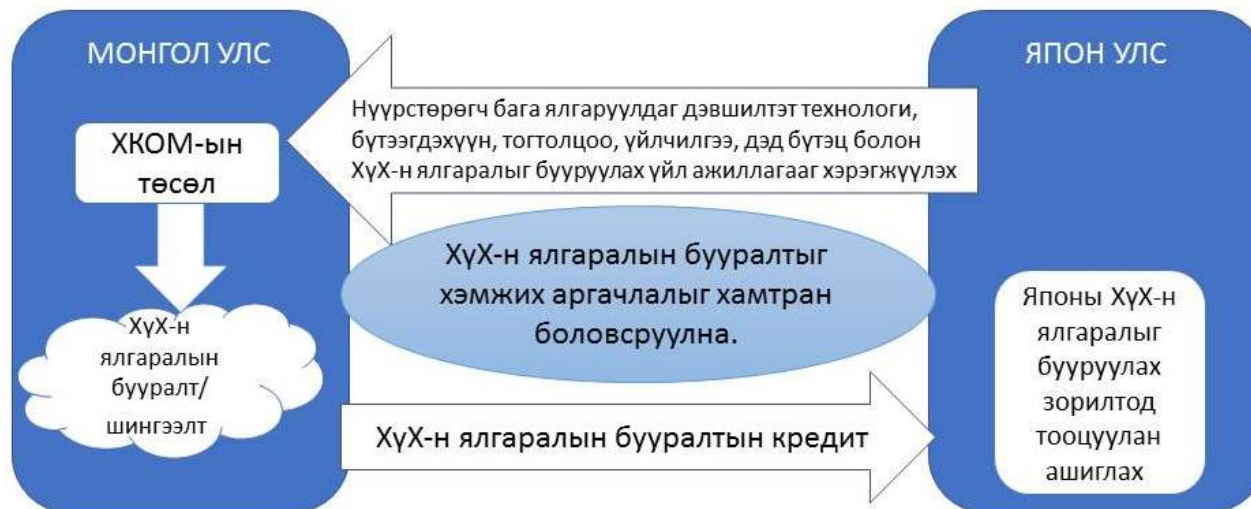 МОНГОЛ УЛС
ХКОМ-ын
төсөл
ХүХ-н
ялгаралын
бууралт/
шингээлт
Нүүрстөрөгч бага ялгаруулдаг дэвшилтэт технологи,
бүтээгдэхүүн, тогтолцоо, үйлчилгээ, дэд бүтэц болон
ХүХ-н ялгаралыг бууруулах үйл ажиллагааг хэрэгжүүлэх
ХүХ-н ялгаралын бууралтыг
хэмжих аргачлалыг хамтран
боловсруулна.
ХүХ-н ялгаралын бууралтын кредит
ЯПОН УЛС
Японы ХүХ-н
ялгаралыг
бууруулах
зорилтод
тооцуулан
ашиглах